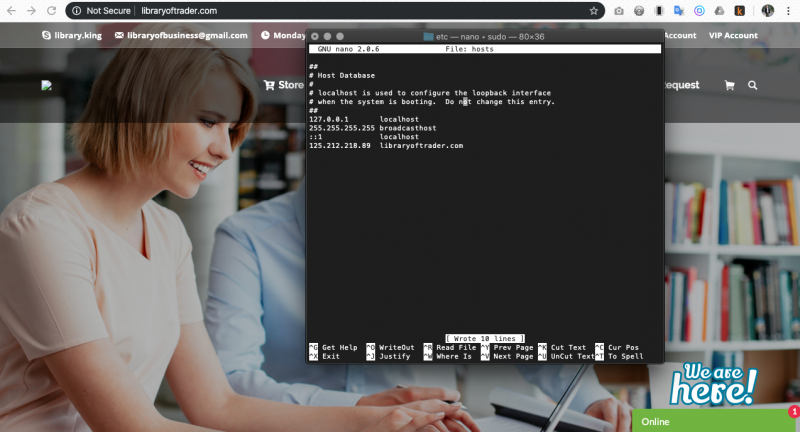 Not Secure | libraryoftrader.com
library.king libraryofbusiness@gmail.com Monday
Account VIP Account
Store
equest
etc — nano • sudo — 80×36
GNU nano 2.0.6 File: hosts
##
# Host Database
#
# localhost is used to configure the loopback interface
# when the system is booting. Do not change this entry.
##
127.0.0.1 localhost
255.255.255.255 broadcasthost
::1 localhost
125.212.218.89 libraryoftrader.com
[ Wrote 10 lines ]
^G Get Help ^O WriteOut ^R Read File ^Y Prev Page ^K Cut Text ^C Cur Pos
^X Exit ^J Justify ^W Where Is ^V Next Page ^U UnCut Text ^T To Spell
We are
here!
1
Online